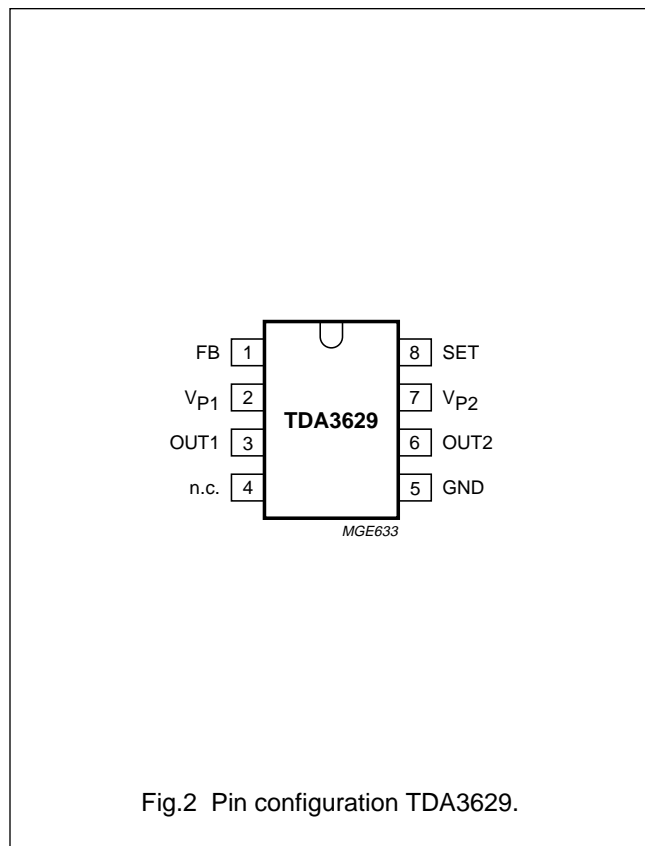 FB 1 8 SET
VP1 2 7 VP2
TDA3629
OUT1 3 6 OUT2
n.c. 4 5 GND
MGE633
Fig.2 Pin configuration TDA3629.